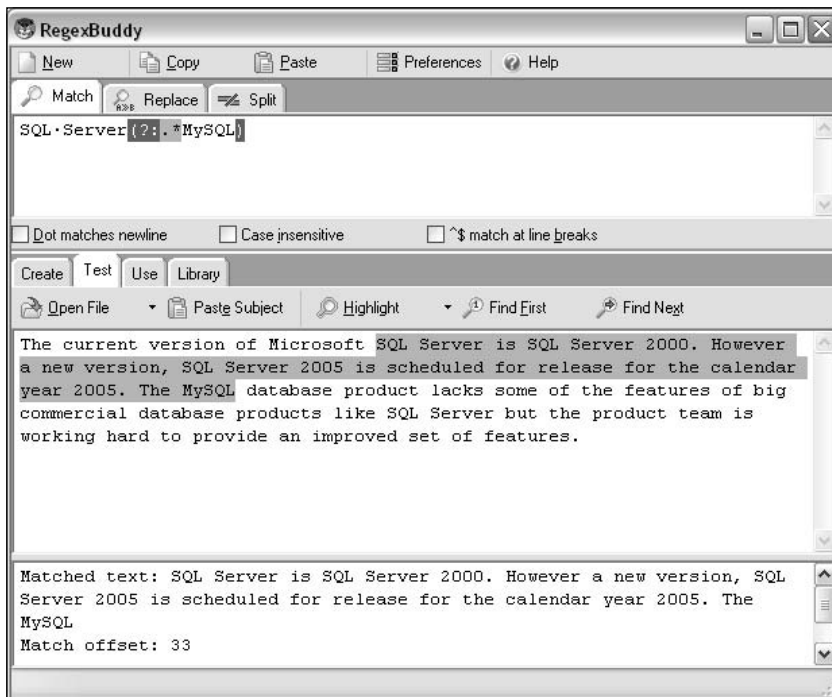 RegexBuddy
New Copy Paste Preferences Help
Match Replace Split
SQL·Server(?:.*MySQL)
Dot matches newline Case insensitive ^$ match at line breaks
Create Test Use Library
Open File Paste Subject Highlight Find First Find Next
The current version of Microsoft SQL Server is SQL Server 2000. However
a new version, SQL Server 2005 is scheduled for release for the calendar
year 2005. The MySQL database product lacks some of the features of big
commercial database products like SQL Server but the product team is
working hard to provide an improved set of features.
Matched text: SQL Server is SQL Server 2000. However a new version, SQL
Server 2005 is scheduled for release for the calendar year 2005. The
MySQL
Match offset: 33